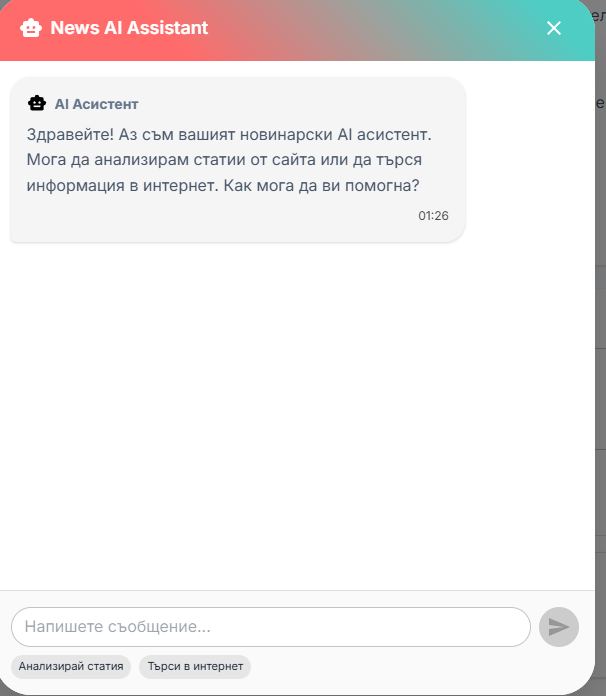 News AI Assistant
AI Асистент
Здравейте! Аз съм вашият новинарски AI асистент.
Мога да анализирам статии от сайта или да търся
информация в интернет. Как мога да ви помогна?
01:26
Напишете съобщение...
Анализирай статия
Търси в интернет